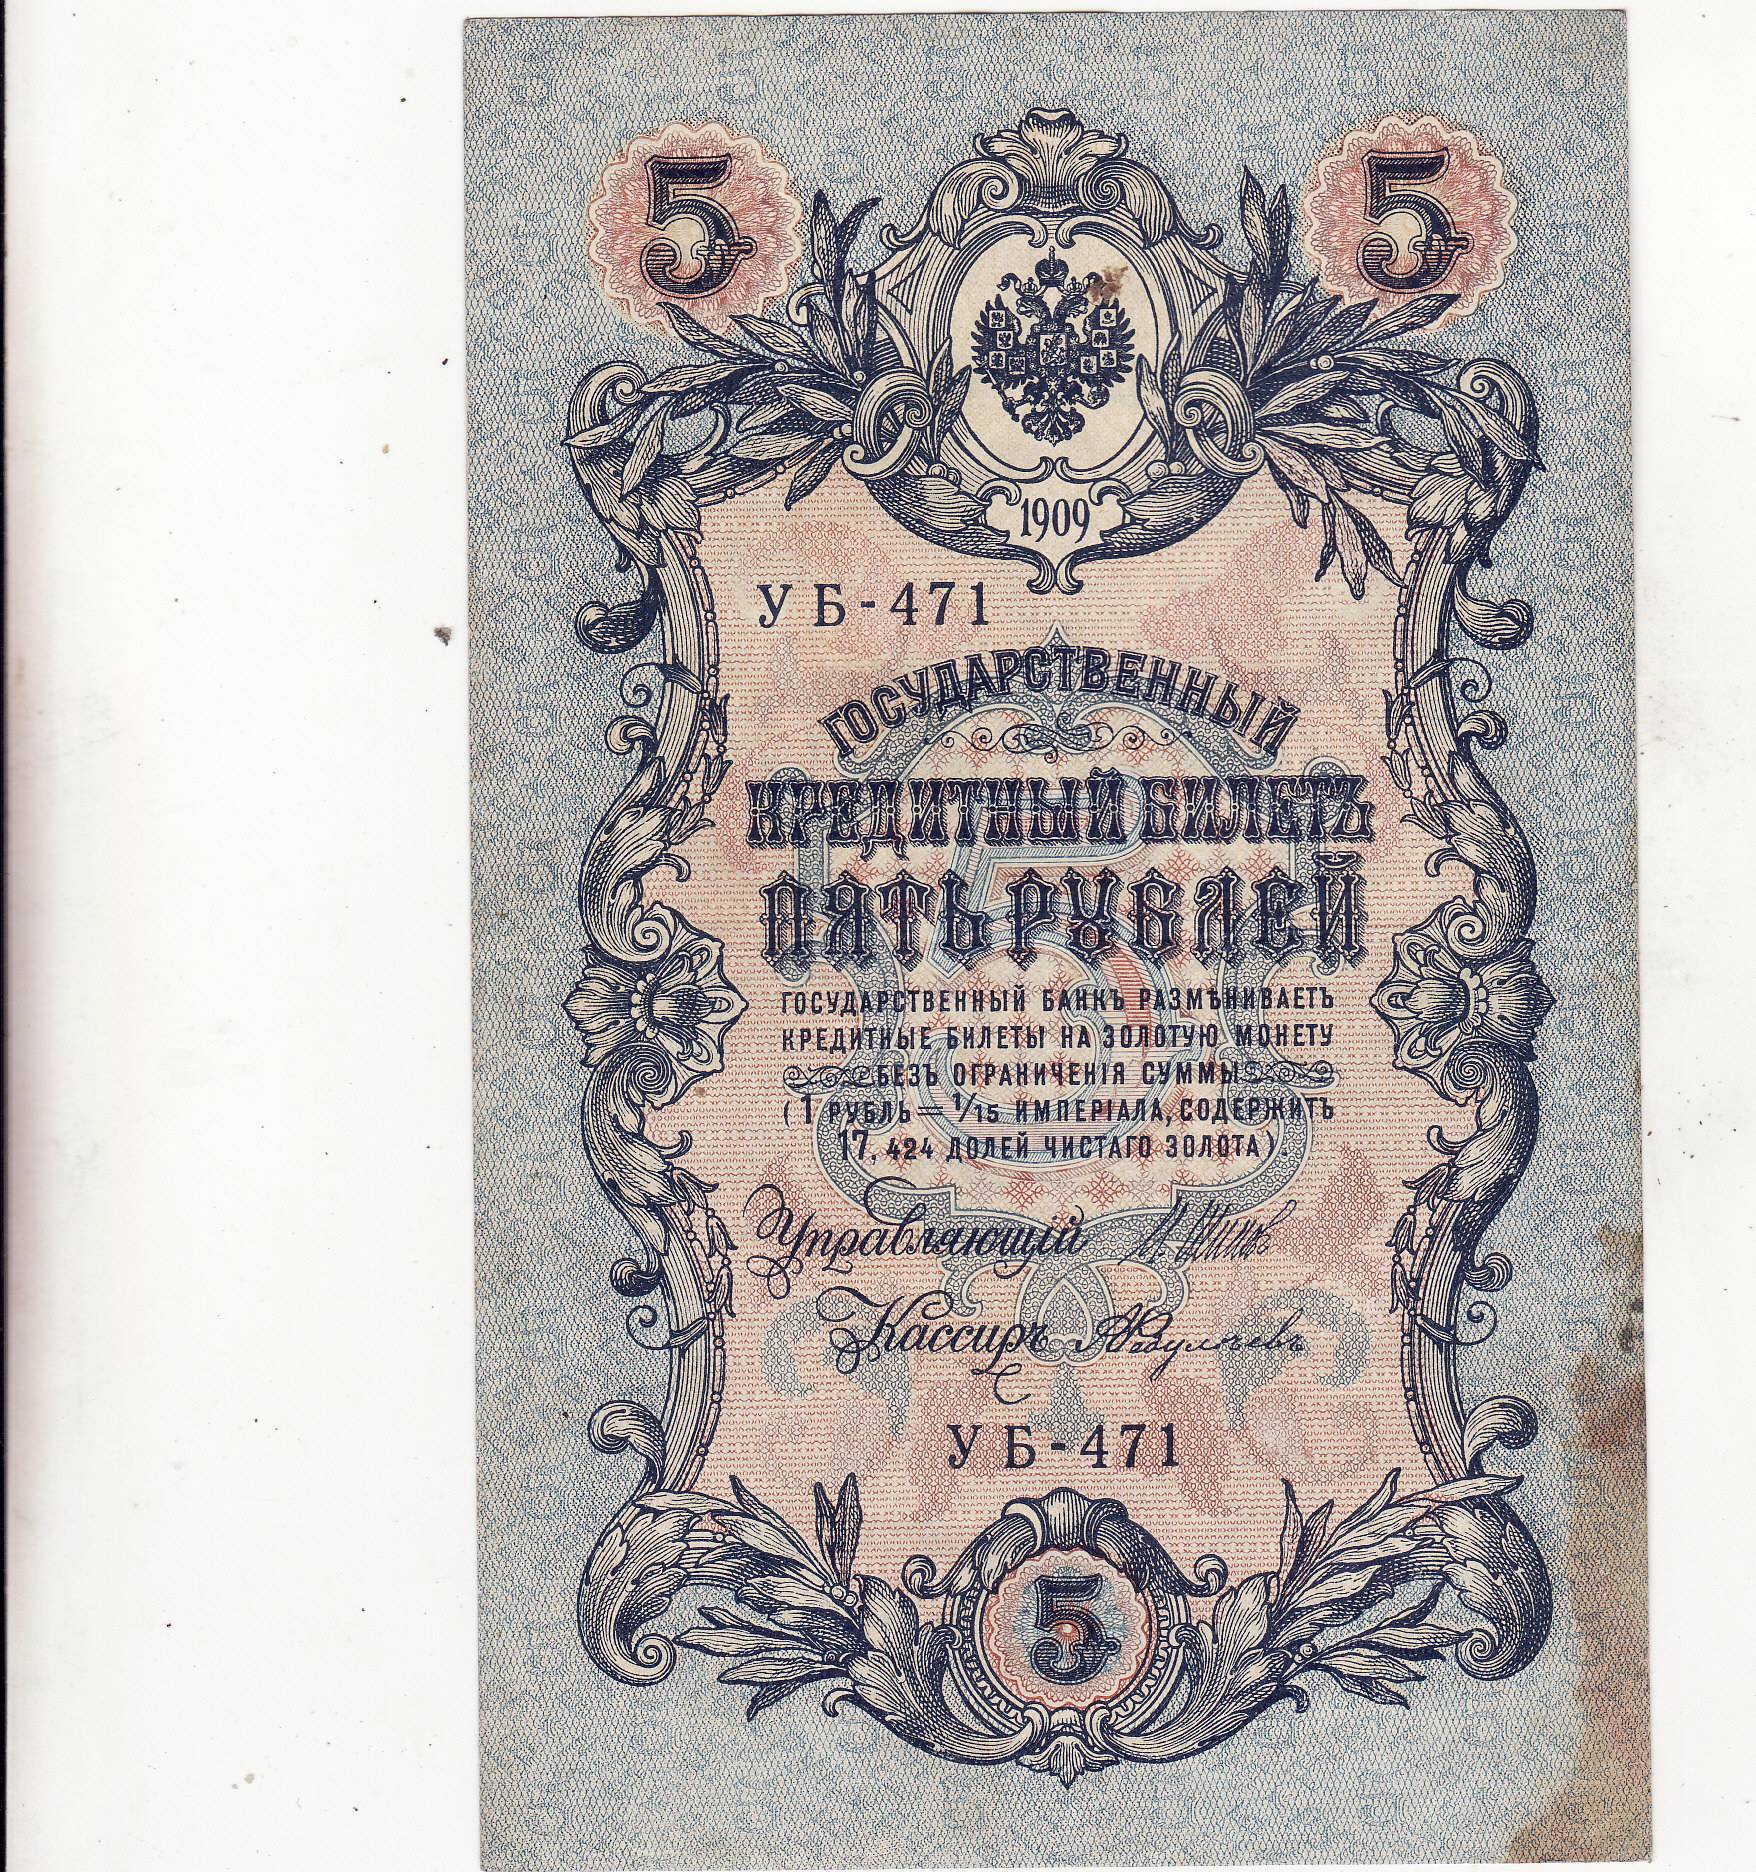 5 5
1909
УБ-471
ГОСУДАРСТВЕННЫЙ
КРЕДИТНЫЙ БИЛЕТЪ
ПЯТЬ РУБЛЕЙ
5
ГОСУДАРСТВЕННЫЙ БАНКЪ РАЗМѢНИВАЕТЪ
КРЕДИТНЫЕ БИЛЕТЫ НА ЗОЛОТУЮ МОНЕТУ
БЕЗЪ ОГРАНИЧЕНІЯ СУММЫ
(1 РУБЛЬ = 1/15 ИМПЕРІАЛА, СОДЕРЖИТЪ
17, 424 ДОЛЕЙ ЧИСТАГО ЗОЛОТА).
Управляющій
Кассиръ
УБ-471
5